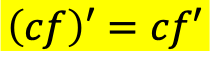 (cf)′ = cf′